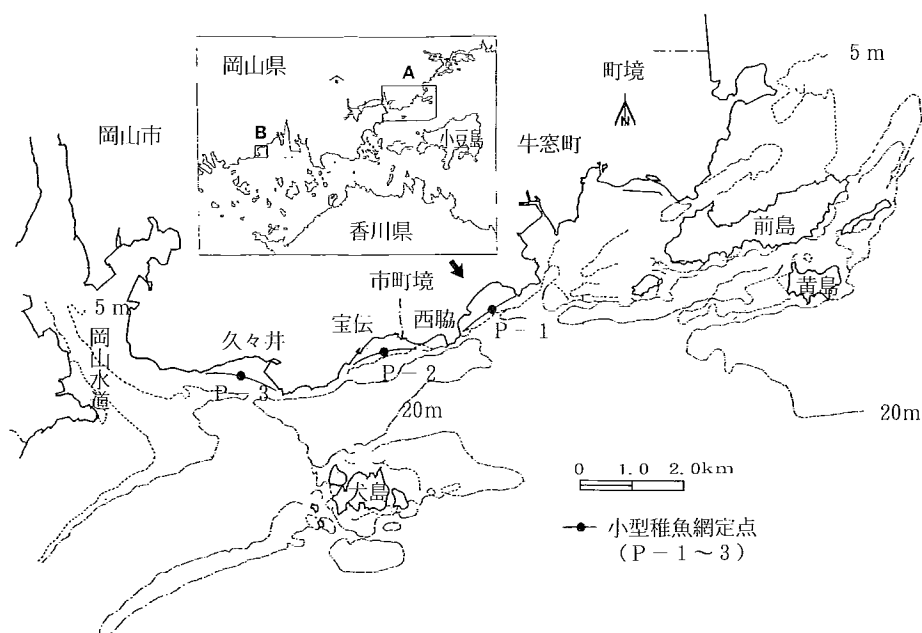 岡山県
A
B
小豆島
香川県
町境
5 m
N
岡山市
牛窓町
前島
黄島
市町境
西脇
P-1
宝伝
P-2
久々井
P-3
5 m
岡山水道
20m
20m
犬島
0 1.0 2.0km
小型稚魚網定点
(P-1～3)